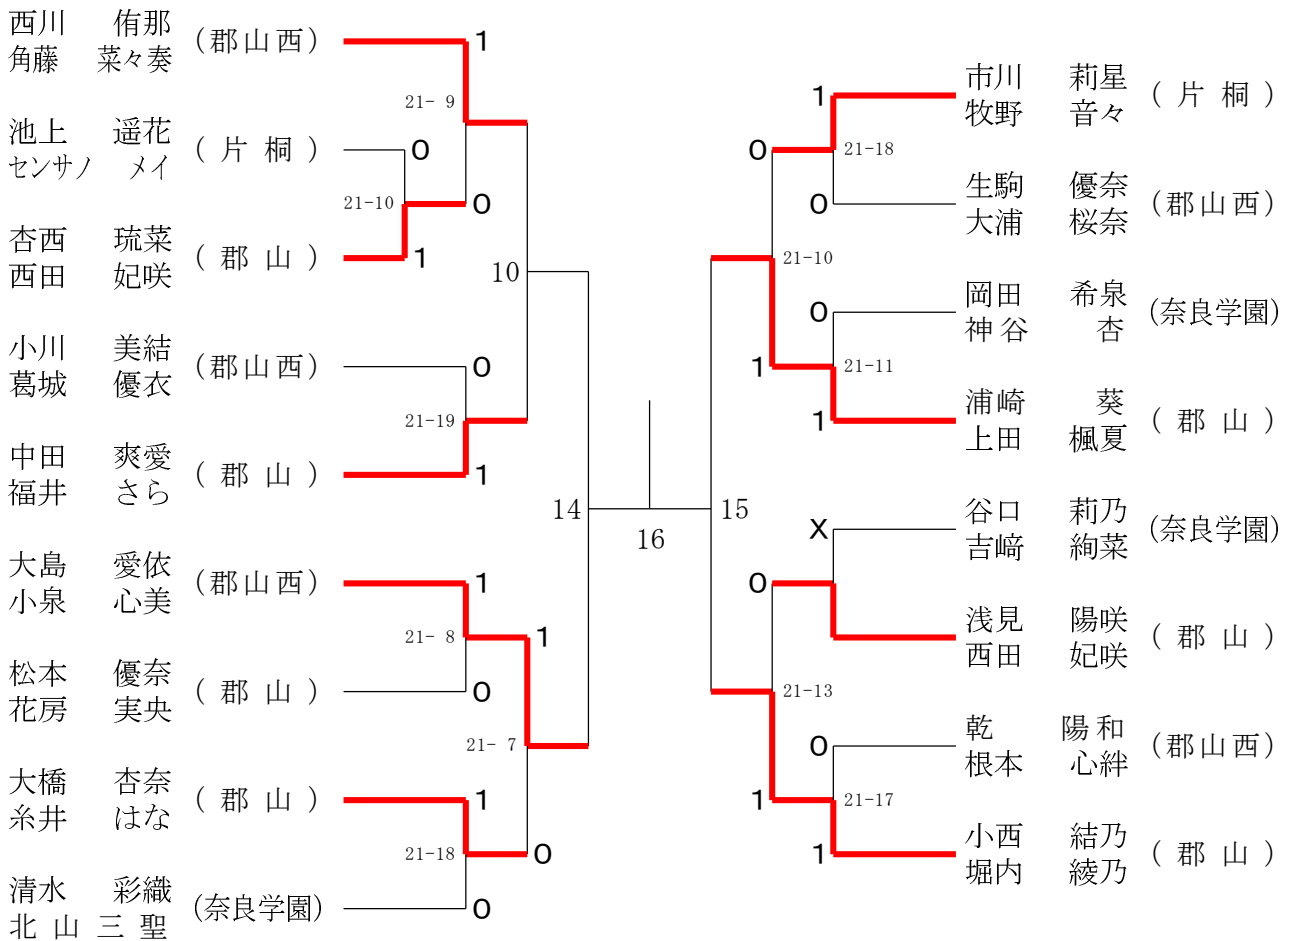 西川 侑那
角藤 菜々奏
(郡山西)
1
21- 9
池上 遥花
センサノ メイ
(片桐)
0
21-10
0
杏西 琉菜
西田 妃咲
(郡山)
1
10
小川 美結
葛城 優衣
(郡山西)
0
21-19
中田 爽愛
福井 さら
(郡山)
1
14
大島 愛依
小泉 心美
(郡山西)
1
21- 8
1
松本 優奈
花房 実央
(郡山)
0
21- 7
大橋 杏奈
糸井 はな
(郡山)
1
21-18
0
清水 彩織
北山 三聖
(奈良学園)
0
16
市川 莉星
牧野 音々
(片桐)
1
0
21-18
生駒 優奈
大浦 桜奈
(郡山西)
0
21-10
岡田 希泉
神谷 杏
(奈良学園)
0
1
21-11
浦崎 葵
上田 楓夏
(郡山)
1
15
谷口 莉乃
吉﨑 絢菜
(奈良学園)
X
0
浅見 陽咲
西田 妃咲
(郡山)
21-13
乾 陽和
根本 心絆
(郡山西)
0
1
21-17
小西 結乃
堀内 綾乃
(郡山)
1